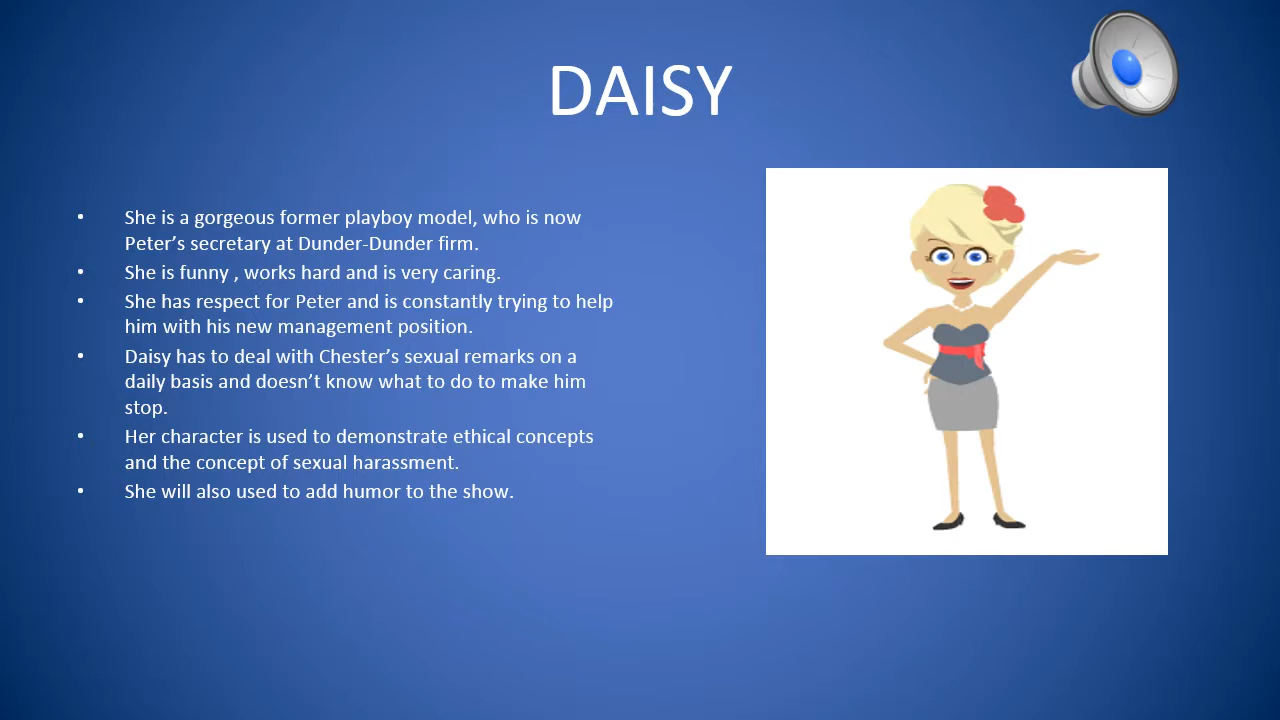 DAISY
• She is a gorgeous former playboy model, who is now
Peter’s secretary at Dunder-Dunder firm.
• She is funny , works hard and is very caring.
• She has respect for Peter and is constantly trying to help
him with his new management position.
• Daisy has to deal with Chester’s sexual remarks on a
daily basis and doesn’t know what to do to make him
stop.
• Her character is used to demonstrate ethical concepts
and the concept of sexual harassment.
• She will also used to add humor to the show.